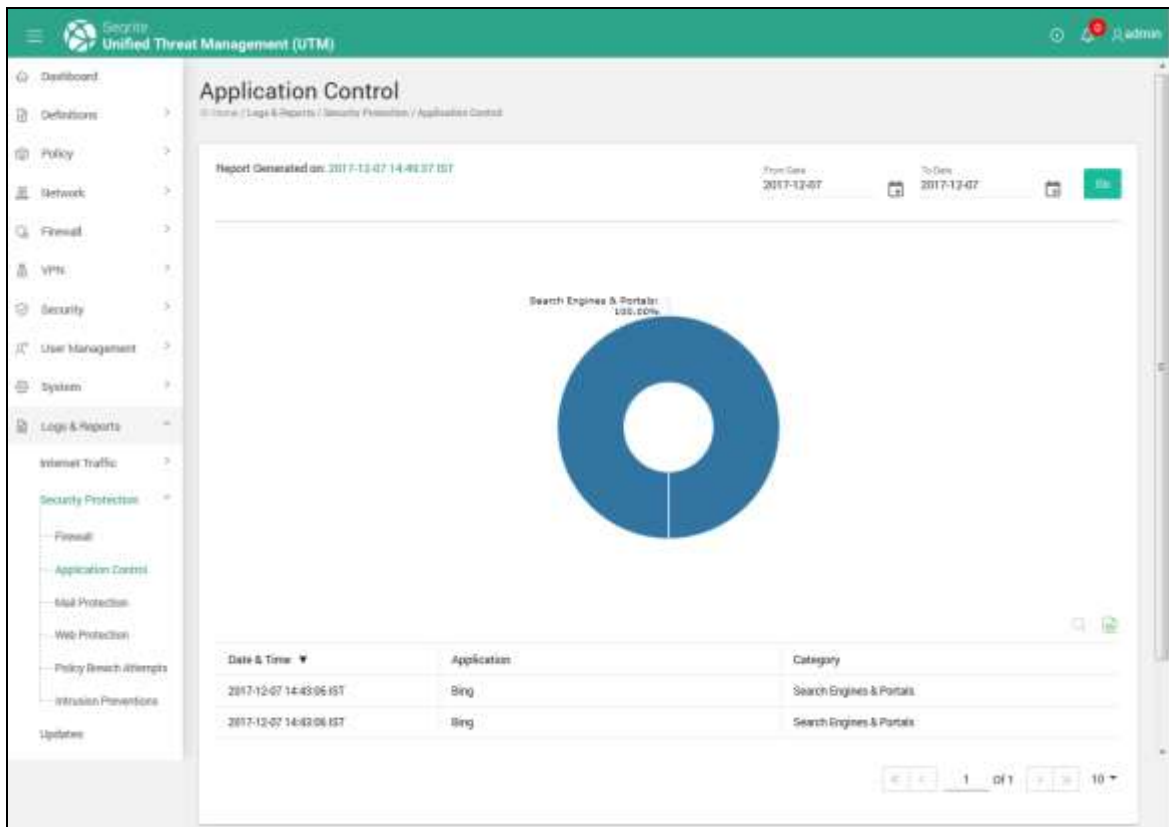 Seqrite
Unified Threat Management (UTM)
0
admin
Dashboard
Definitions
Policy
Network
Firewall
VPN
Security
User Management
System
Logs & Reports
Internet Traffic
Security Protection
Firewall
Application Control
Mail Protection
Web Protection
Policy Breach Attempts
Intrusion Preventions
Updates
Application Control
Home / Logs & Reports / Security Protection / Application Control
Report Generated on: 2017-12-07 14:49:37 IST
From Date
2017-12-07
To Date
2017-12-07
Search Engines & Portals:
100.00%
Date & Time ▼ Application Category
2017-12-07 14:43:06 IST Bing Search Engines & Portals
2017-12-07 14:43:06 IST Bing Search Engines & Portals
1 Of 1 10